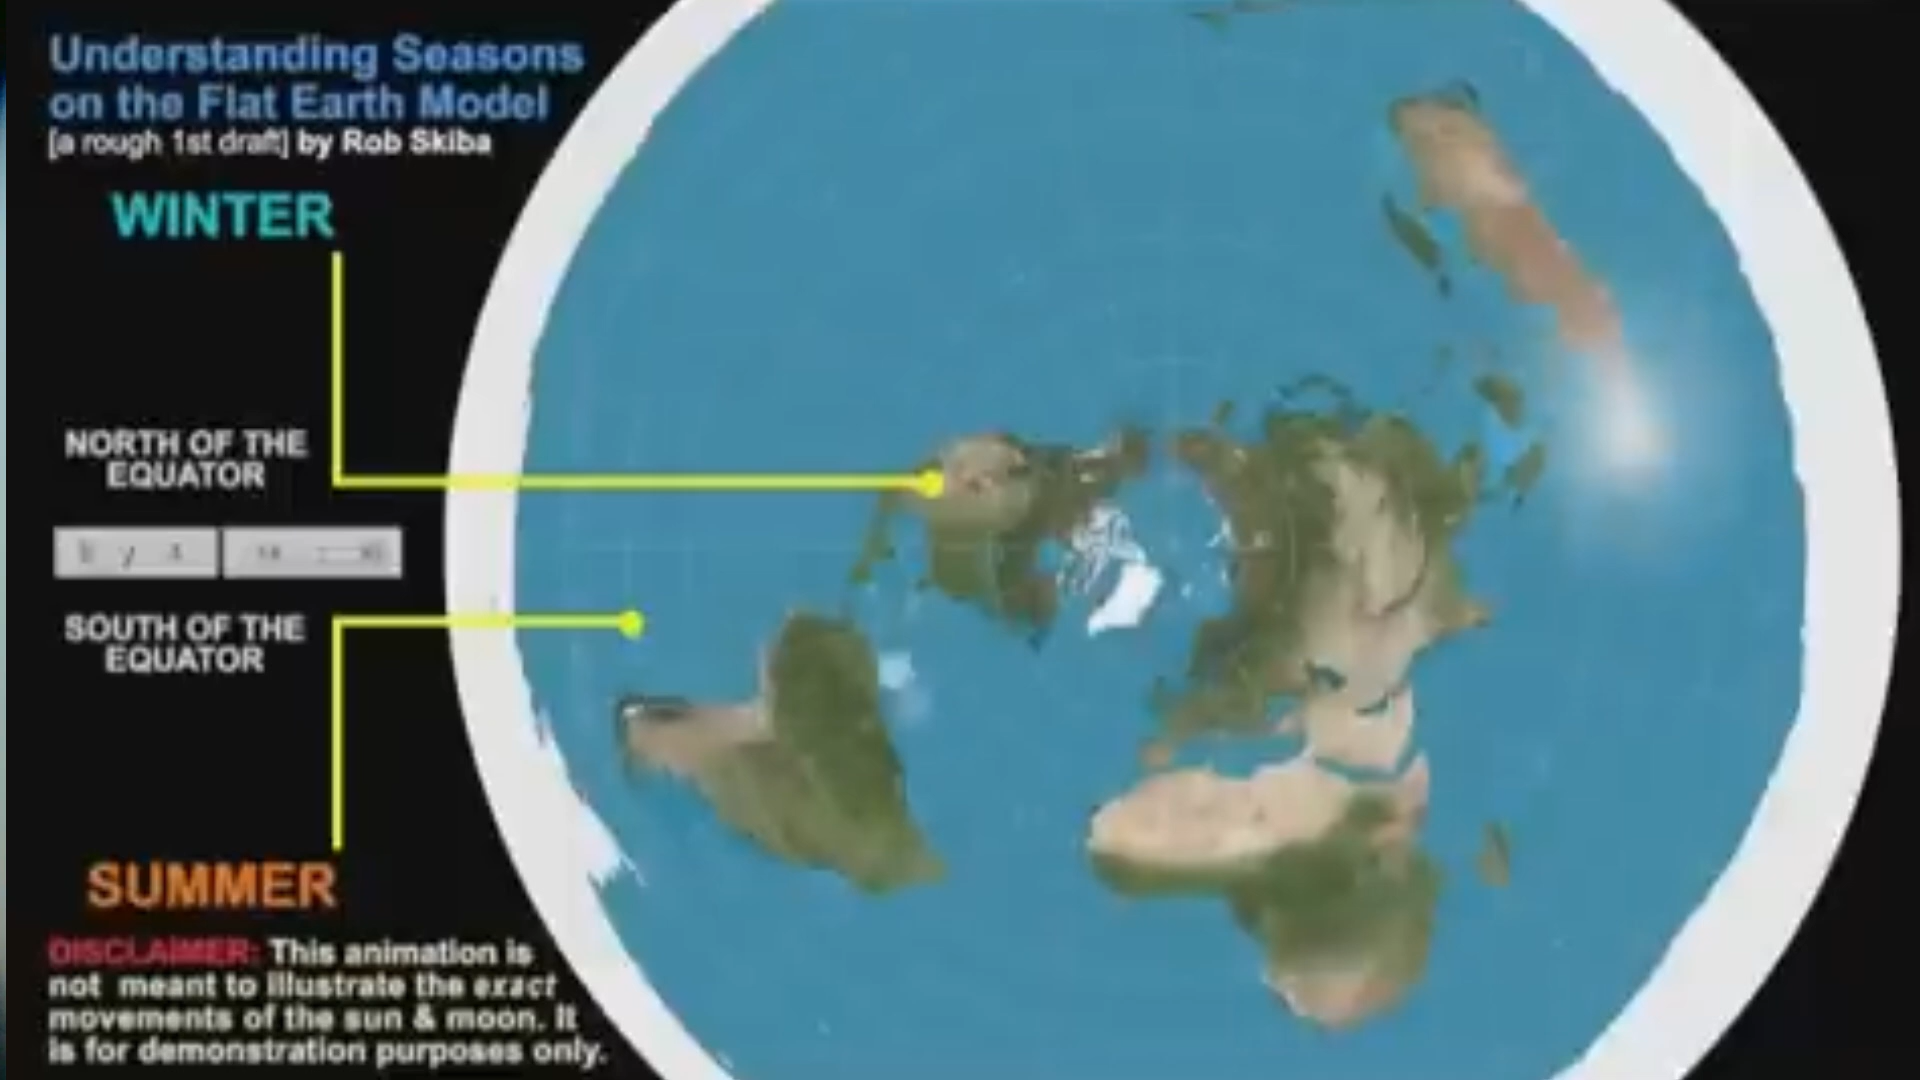 Understanding Seasons
on the Flat Earth Model
[a rough 1st draft] by Rob Skiba
WINTER
NORTH OF THE
EQUATOR
SOUTH OF THE
EQUATOR
SUMMER
DISCLAIMER: This animation is
not meant to illustrate the exact
movements of the sun & moon. It
is for demonstration purposes only.